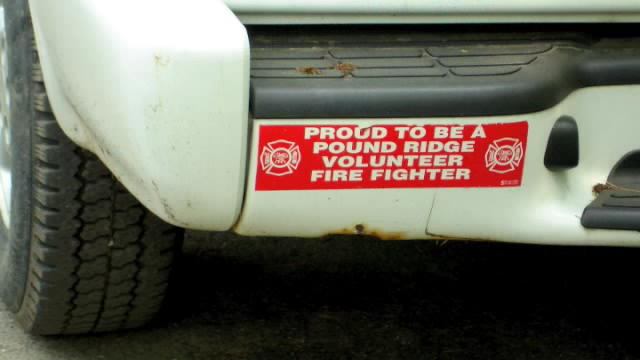 PROUD TO BE A
POUND RIDGE
VOLUNTEER
FIRE FIGHTER